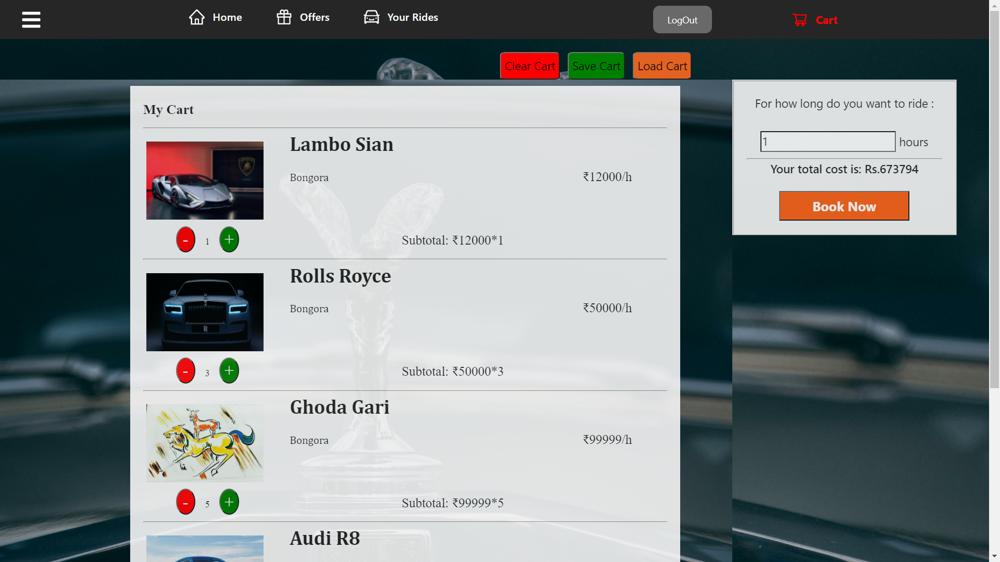 Home
Offers
Your Rides
LogOut
Cart
Clear Cart
Save Cart
Load Cart
My Cart
Lambo Sian
Bongora
₹12000/h
- 1 +
Subtotal: ₹12000*1
Rolls Royce
Bongora
₹50000/h
- 3 +
Subtotal: ₹50000*3
Ghoda Gari
Bongora
₹99999/h
- 5 +
Subtotal: ₹99999*5
Audi R8
For how long do you want to ride :
1 hours
Your total cost is: Rs.673794
Book Now